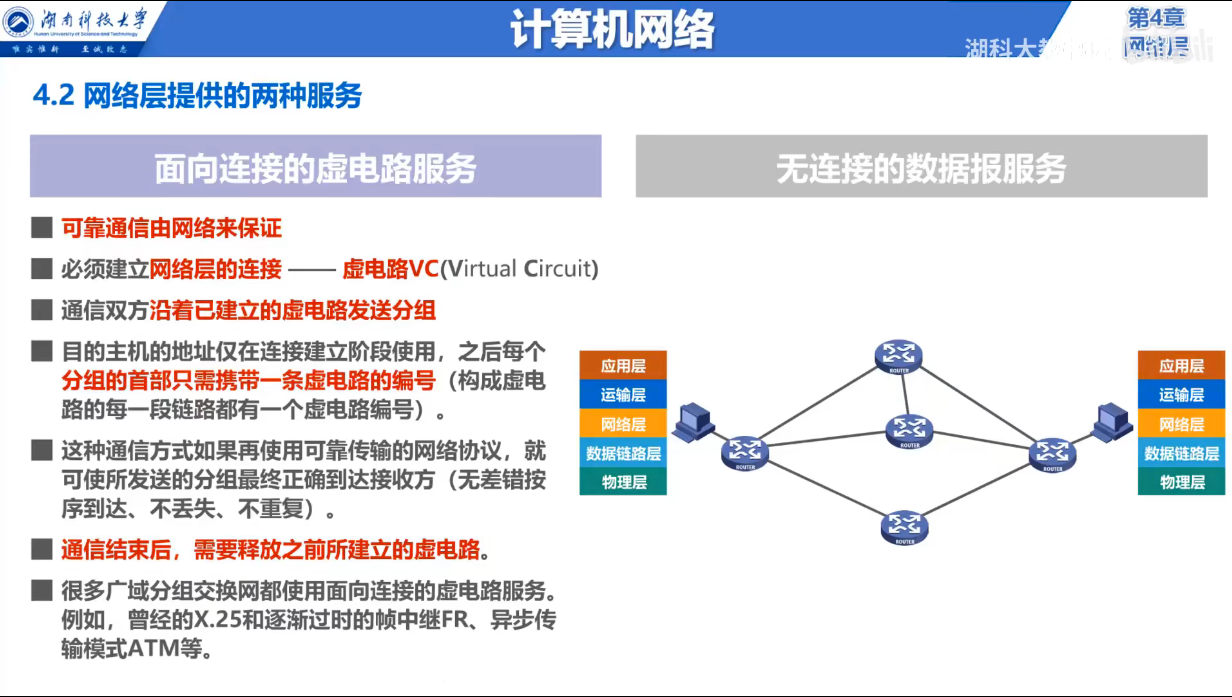 湖南科技大学
Hunan University of Science and Technology
唯实惟新 至诚致志
计算机网络
第4章
网络层
湖科大教
bilibili
4.2 网络层提供的两种服务
面向连接的虚电路服务
可靠通信由网络来保证
必须建立网络层的连接 —— 虚电路VC(Virtual Circuit)
通信双方沿着已建立的虚电路发送分组
目的主机的地址仅在连接建立阶段使用，之后每个
分组的首部只需携带一条虚电路的编号（构成虚电
路的每一段链路都有一个虚电路编号）。
这种通信方式如果再使用可靠传输的网络协议，就
可使所发送的分组最终正确到达接收方（无差错按
序到达、不丢失、不重复）。
通信结束后，需要释放之前所建立的虚电路。
很多广域分组交换网都使用面向连接的虚电路服务。
例如，曾经的X.25和逐渐过时的帧中继FR、异步传
输模式ATM等。
无连接的数据报服务
应用层
运输层
网络层
数据链路层
物理层
ROUTER
ROUTER
ROUTER
ROUTER
ROUTER
应用层
运输层
网络层
数据链路层
物理层